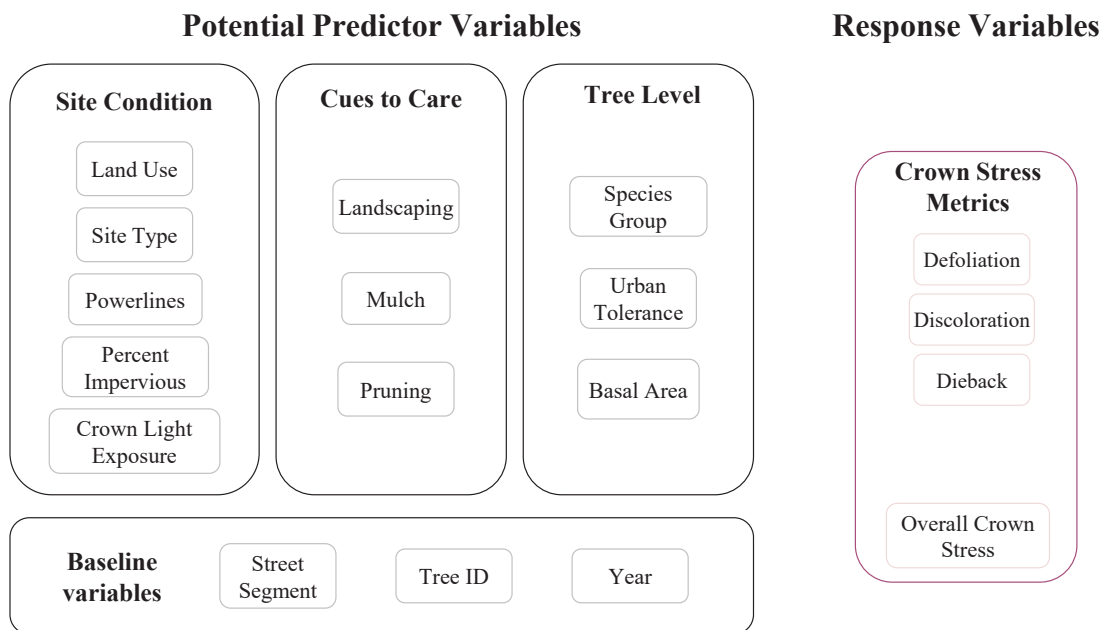 Potential Predictor Variables
Response Variables
Site Condition
Land Use
Site Type
Powerlines
Percent
Impervious
Crown Light
Exposure
Cues to Care
Landscaping
Mulch
Pruning
Tree Level
Species
Group
Urban
Tolerance
Basal Area
Crown Stress
Metrics
Defoliation
Discoloration
Dieback
Overall Crown
Stress
Baseline
variables
Street
Segment
Tree ID
Year